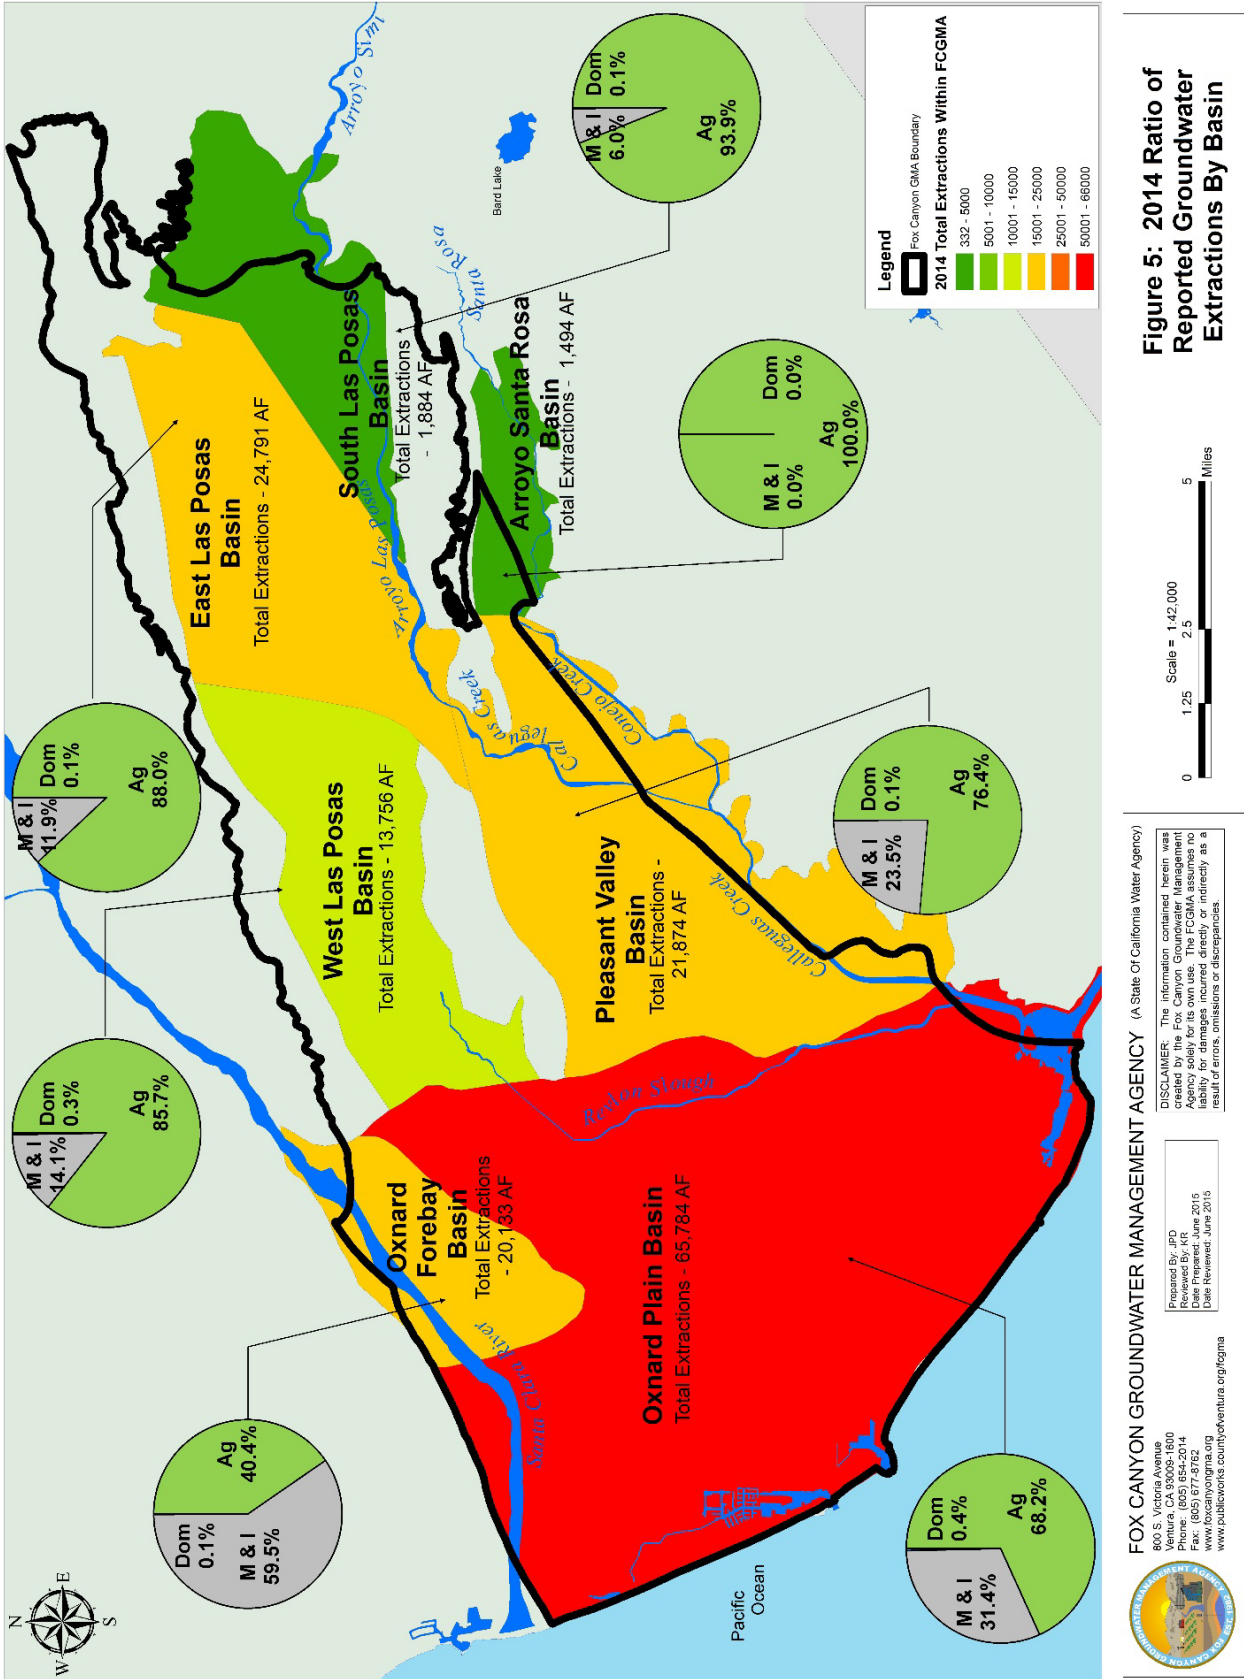 N
W
E
S
Arroyo Simi
Bard Lake
Santa Rosa
M & I
6.0%
Dom
0.1%
Ag
93.9%
South Las Posas
Basin
Total Extractions
- 1,884 AF
East Las Posas
Basin
Total Extractions - 24,791 AF
Arroyo Las Posas
Arroyo Santa Rosa
Basin
Total Extractions - 1,494 AF
M & I
0.0%
Dom
0.0%
Ag
100.0%
M & I
11.9%
Dom
0.1%
Ag
88.0%
West Las Posas
Basin
Total Extractions - 13,756 AF
M & I
14.1%
Dom
0.3%
Ag
85.7%
Calleguas Creek
Conejo Creek
Pleasant Valley
Basin
Total Extractions -
21,874 AF
Calleguas Creek
M & I
23.5%
Dom
0.1%
Ag
76.4%
Revlon Slough
Oxnard
Forebay
Basin
Total Extractions
- 20,133 AF
Dom
0.1%
M & I
59.5%
Ag
40.4%
Santa Clara River
Oxnard Plain Basin
Total Extractions - 65,784 AF
M & I
31.4%
Dom
0.4%
Ag
68.2%
Pacific
Ocean
Legend
Fox Canyon GMA Boundary
2014 Total Extractions Within FCGMA
332 - 5000
5001 - 10000
10001 - 15000
15001 - 25000
25001 - 50000
50001 - 66000
FOX CANYON GROUNDWATER MANAGEMENT AGENCY • EST. 1982
FOX CANYON GROUNDWATER MANAGEMENT AGENCY (A State Of California Water Agency)
800 S. Victoria Avenue
Ventura, CA 93009-1600
Phone: (805) 654-2014
Fax: (805) 677-8762
www.foxcanyongma.org
www.publicworks.countyofventura.org/fcgma
Prepared By: JPD
Reviewed By: KR
Date Prepared: June 2015
Date Reviewed: June 2015
DISCLAIMER: The information contained herein was
created by the Fox Canyon Groundwater Management
Agency solely for its own use. The FCGMA assumes no
liability for damages incurred directly or indirectly as a
result of errors, omissions or discrepancies.
Scale = 1:42,000
0 1.25 2.5 5
Miles
Figure 5: 2014 Ratio of
Reported Groundwater
Extractions By Basin